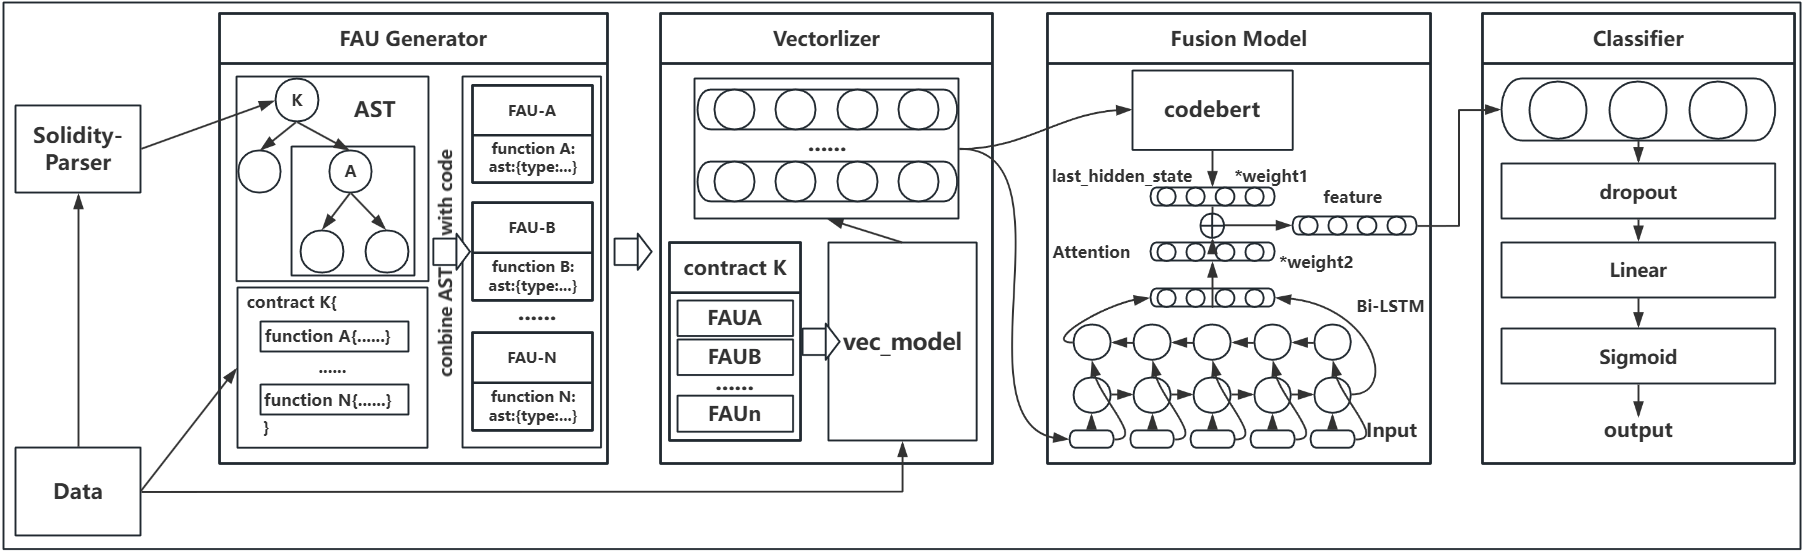 Solidity-
Parser
Data
FAU Generator
K
AST
A
contract K{
function A{......}
......
function N{......}
}
conbine AST with code
FAU-A
function A:
ast:{type:...}
FAU-B
function B:
ast:{type:...}
......
FAU-N
function N:
ast:{type:...}
Vectorlizer
......
contract K
FAUA
FAUB
......
FAUn
vec_model
Fusion Model
codebert
last_hidden_state
*weight1
feature
Attention
*weight2
Bi-LSTM
Input
Classifier
dropout
Linear
Sigmoid
output